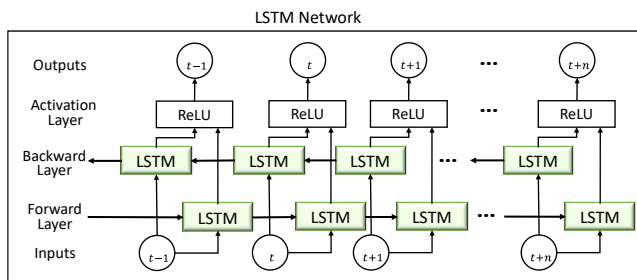 LSTM Network
Outputs t−1 t t+1 ... t+n
Activation
Layer
ReLU ReLU ReLU ... ReLU
Backward
Layer
LSTM LSTM LSTM ... LSTM
Forward
Layer
LSTM LSTM LSTM ... LSTM
Inputs t−1 t t+1 t+n